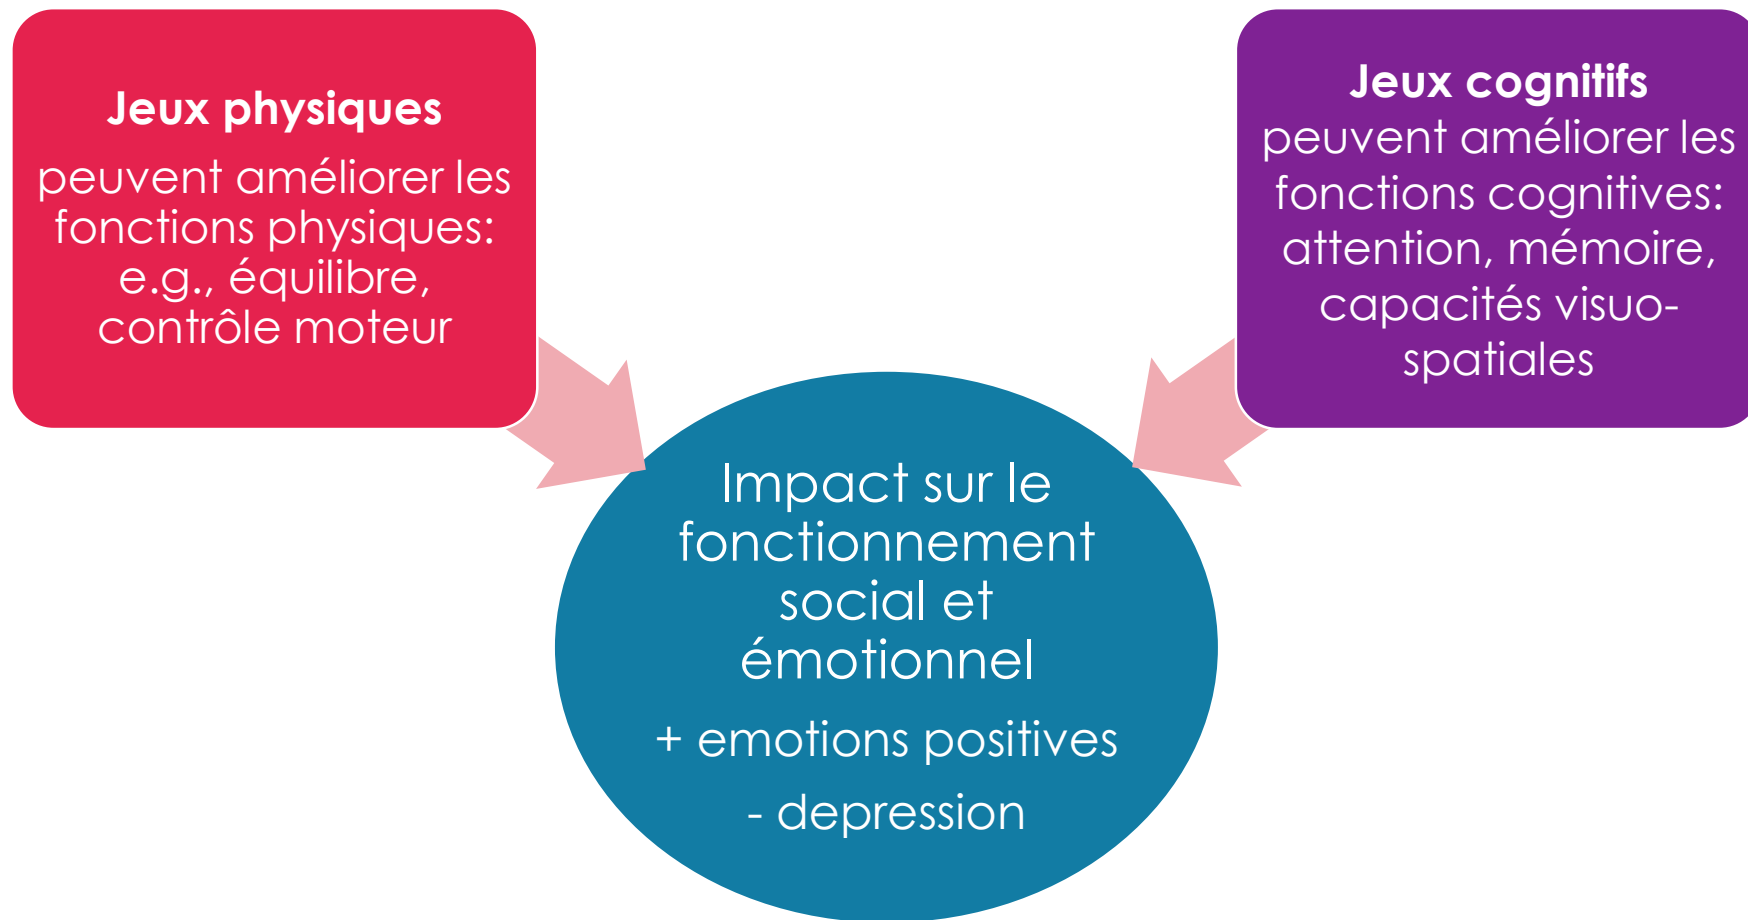 Jeux physiques
peuvent améliorer les
fonctions physiques:
e.g., équilibre,
contrôle moteur
Jeux cognitifs
peuvent améliorer les
fonctions cognitives:
attention, mémoire,
capacités visuo-
spatiales
Impact sur le
fonctionnement
social et
émotionnel
+ emotions positives
- depression